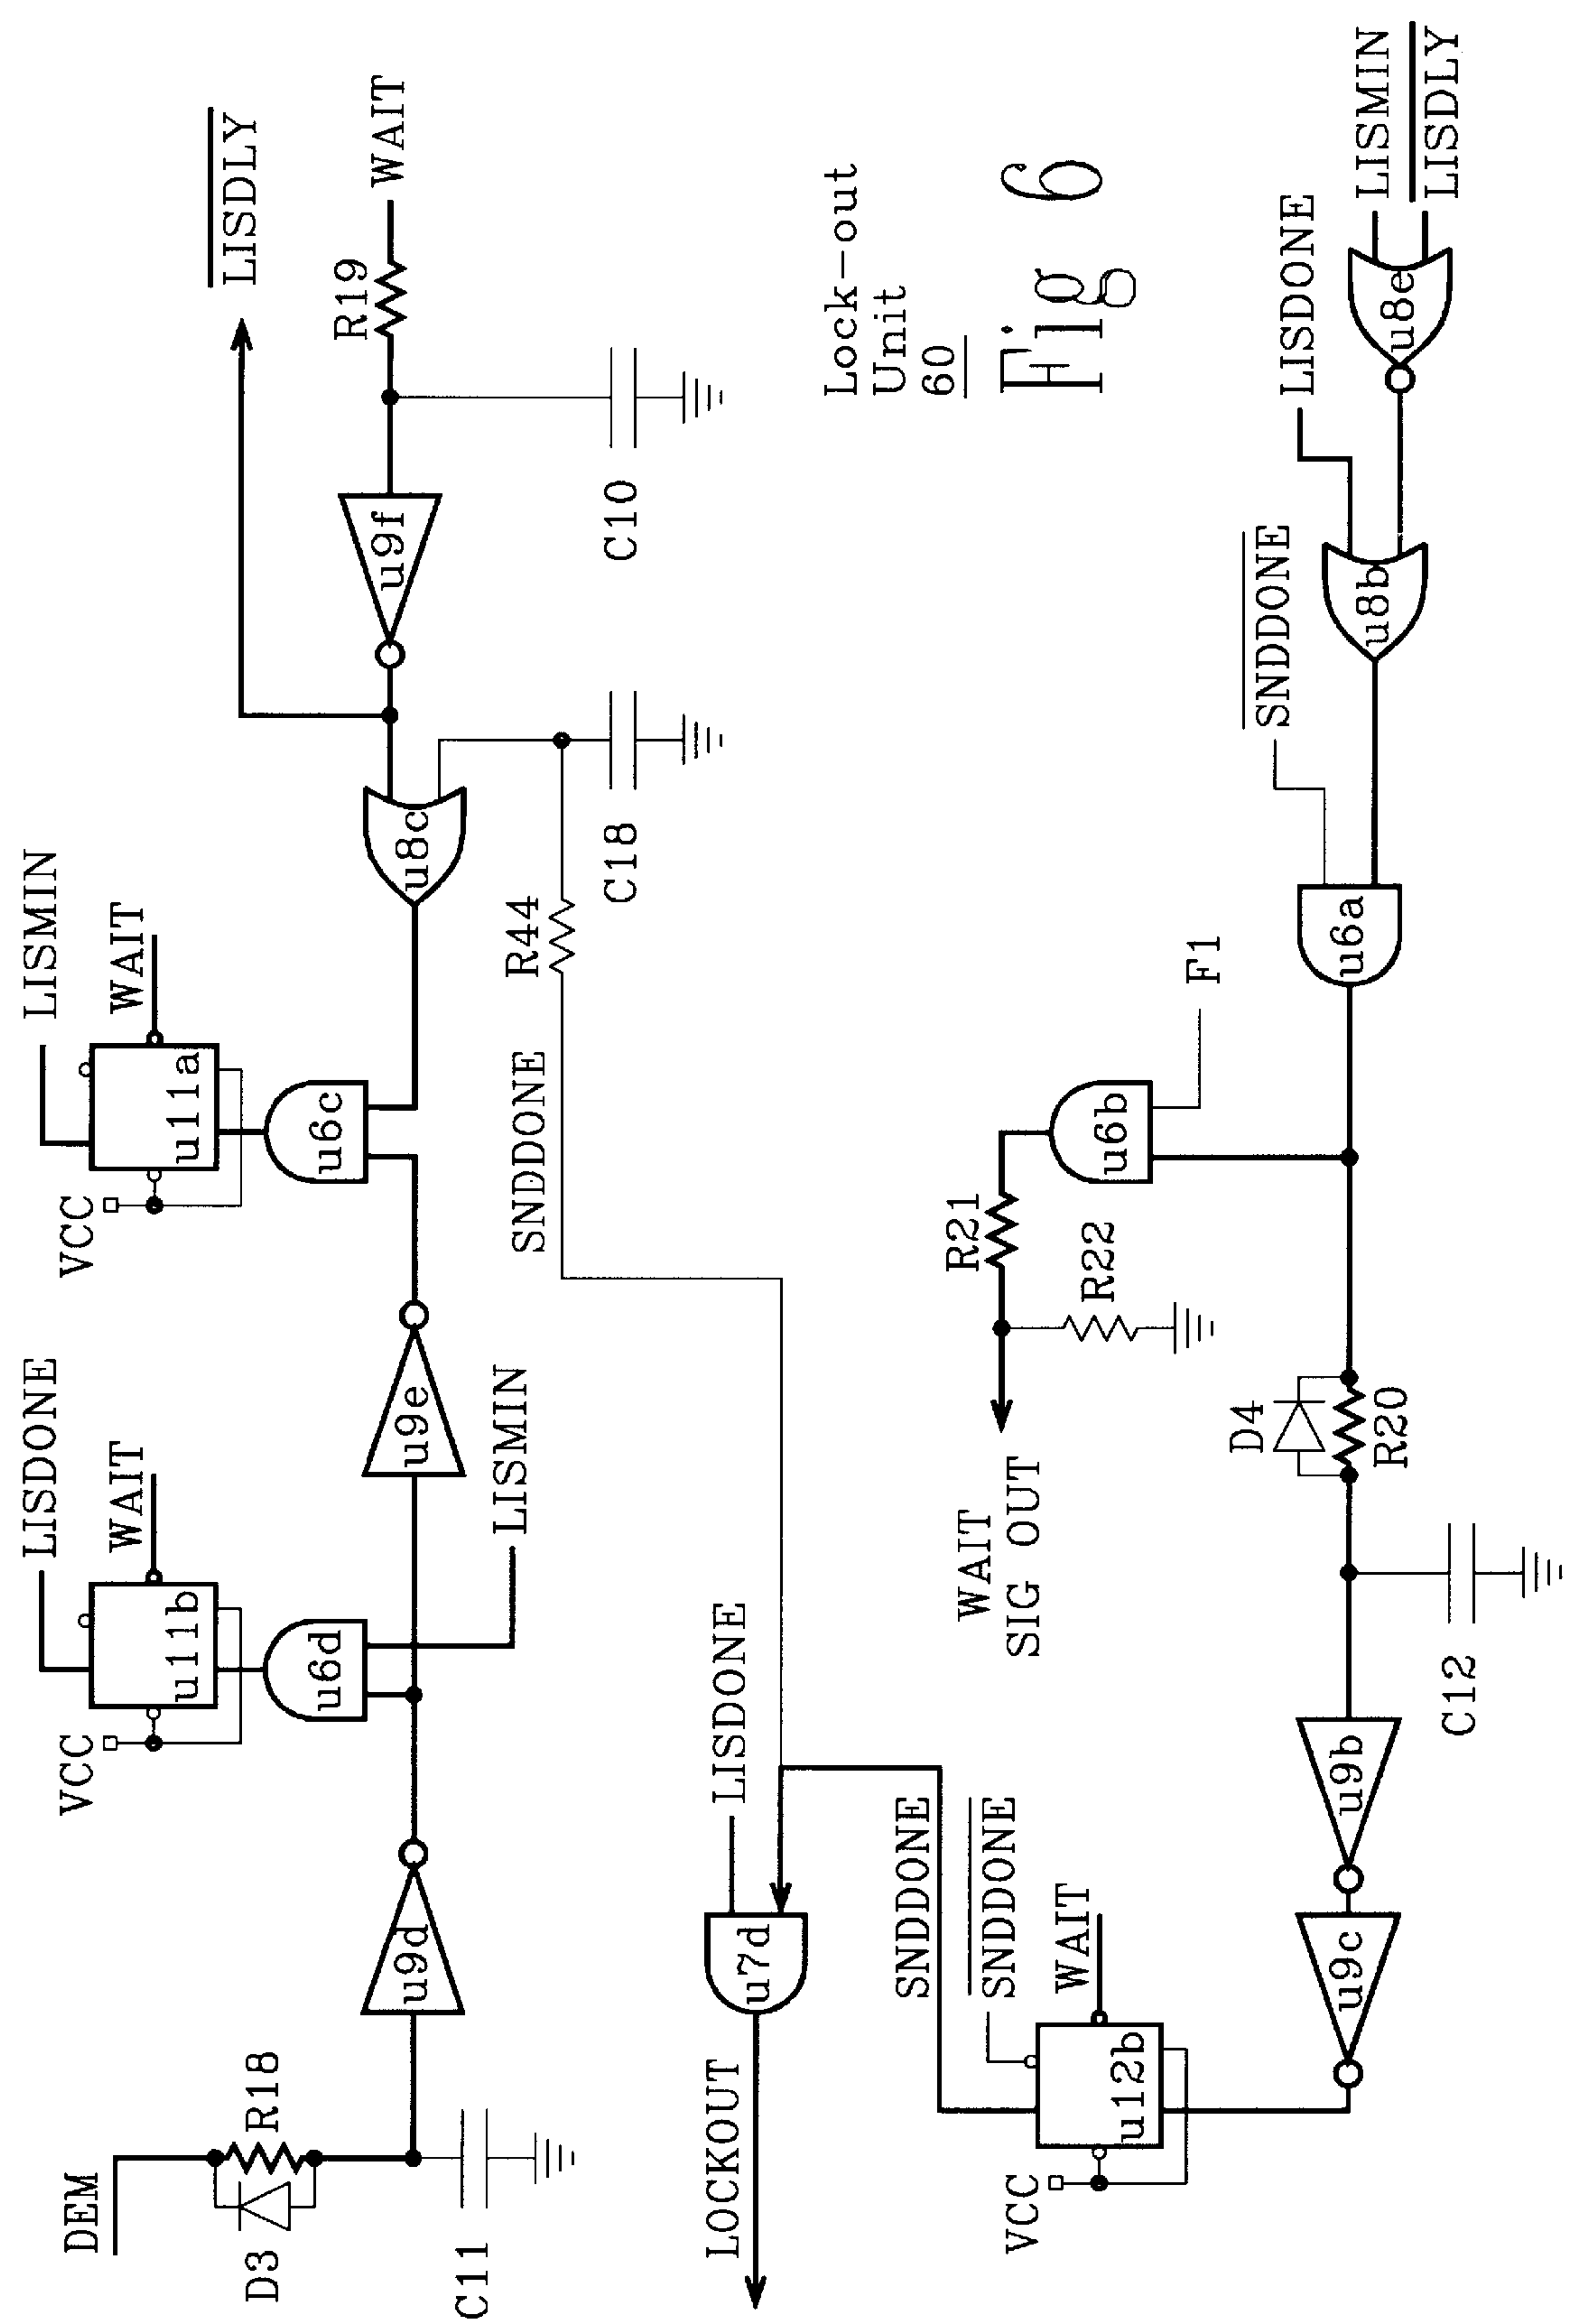 DEM
D3
R18
C11
u9d
VCC
u11b
LISDONE
WAIT
u6d
u9e
LISMIN
VCC
u11a
LISMIN
WAIT
u6c
u8c
R44
C18
SNDDONE
u9f
LISDLY
R19
WAIT
C10
LOCKOUT
u7d
LISDONE
SNDDONE
SNDDONE
VCC
u12b
WAIT
u9c
u9b
C12
WAIT
SIG OUT
R21
R22
D4
R20
u6b
F1
u6a
SNDDONE
u8b
LISDONE
u8e
LISMIN
LISDLY
Lock-out
Unit
60
Fig 6